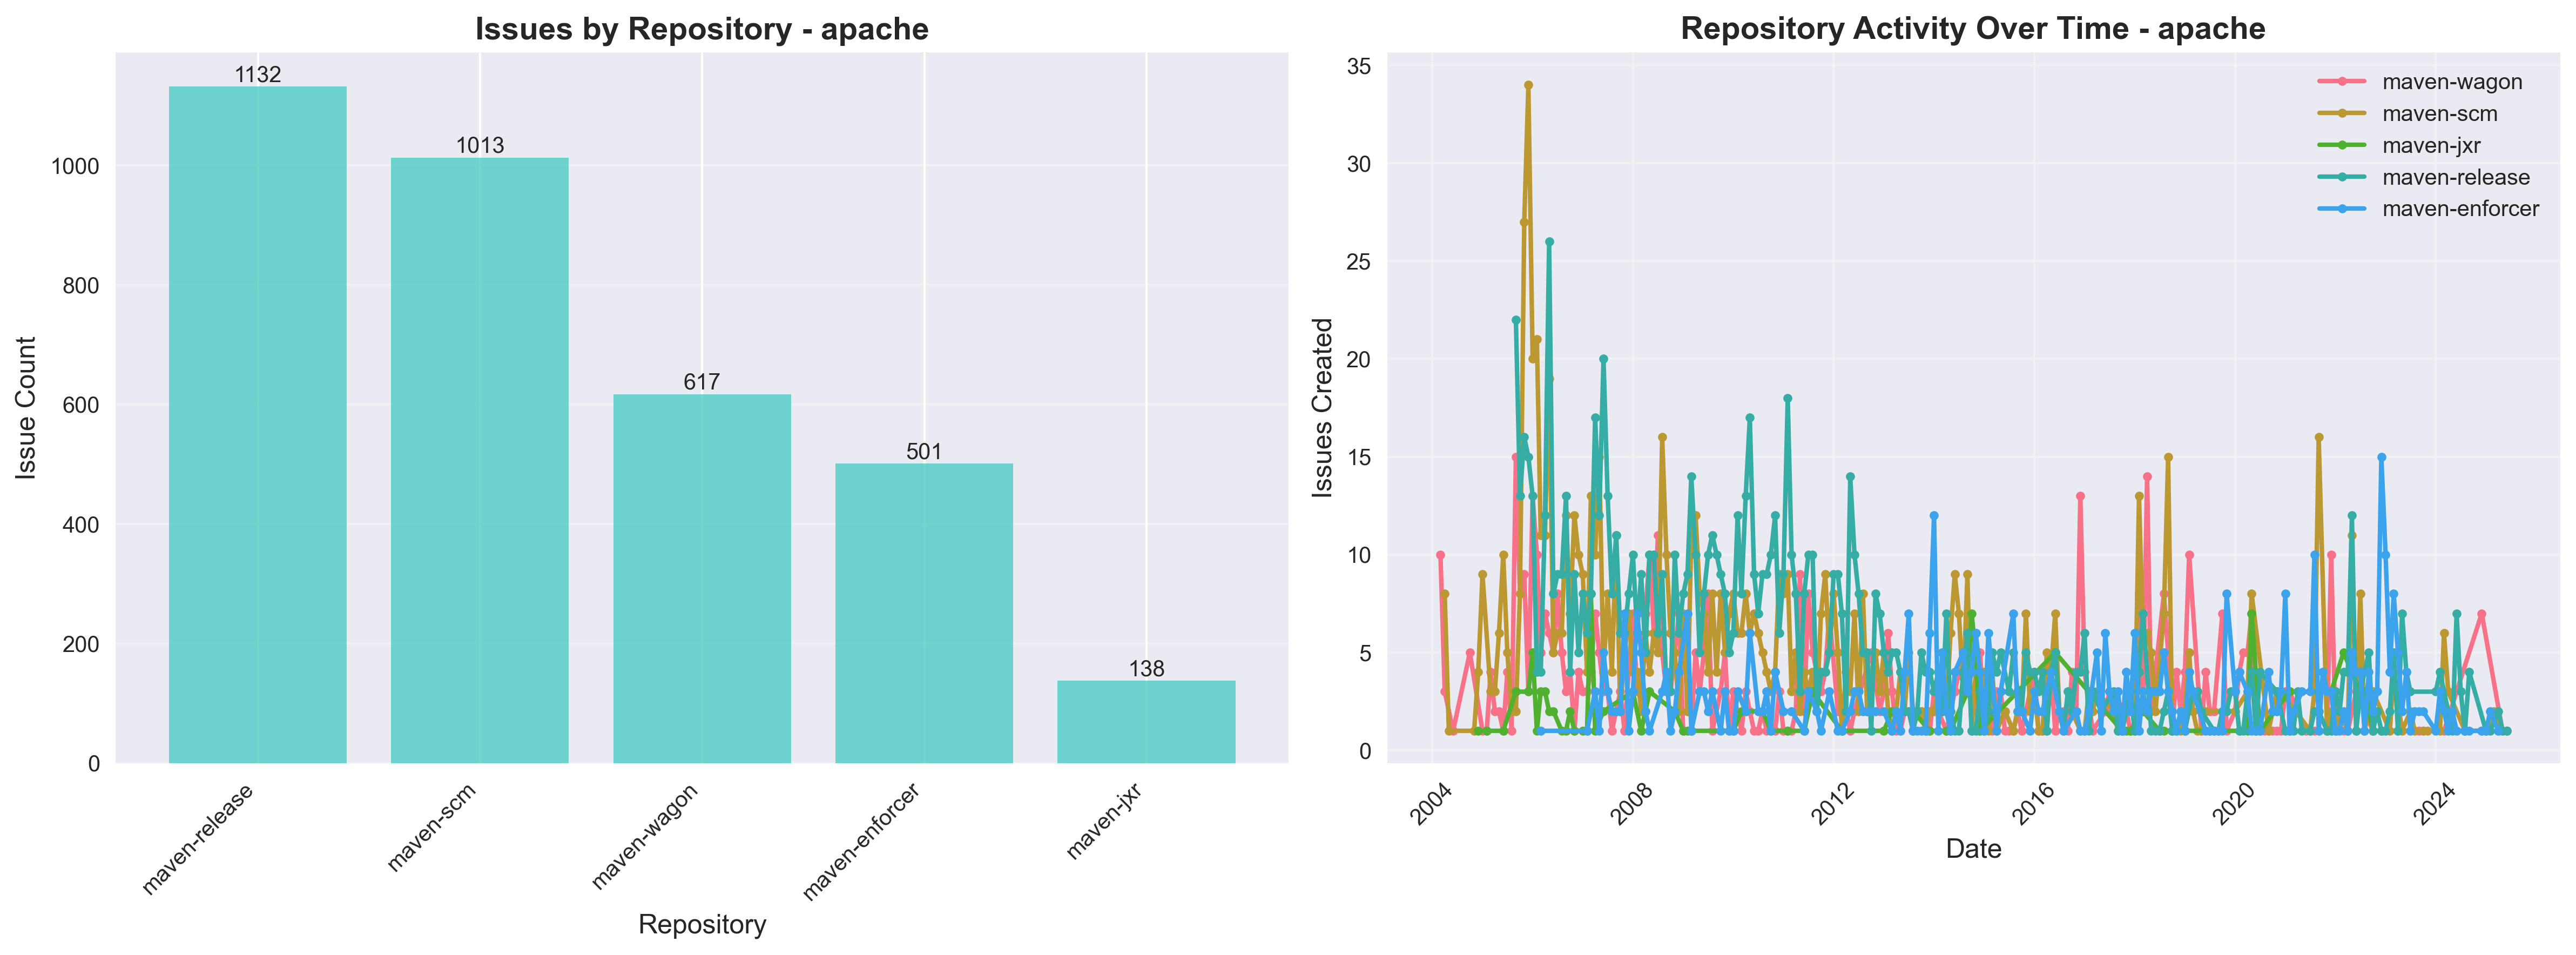 Issues by Repository - apache
Issue Count
1000
800
600
400
200
0
1132
1013
617
501
138
maven-release
maven-scm
maven-wagon
maven-enforcer
maven-jxr
Repository
Repository Activity Over Time - apache
Issues Created
35
30
25
20
15
10
5
0
maven-wagon
maven-scm
maven-jxr
maven-release
maven-enforcer
2004
2008
2012
2016
2020
2024
Date